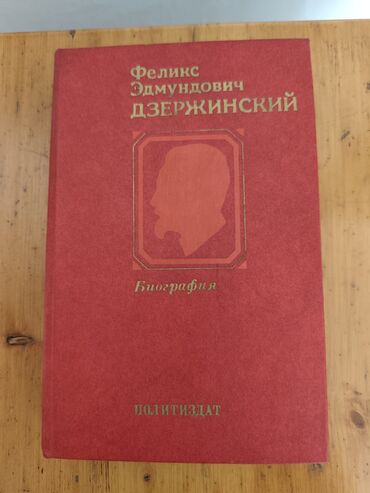 Феликс
Эдмундович
ДЗЕРЖИНСКИЙ
Биография
ПОЛИТИЗДАТ